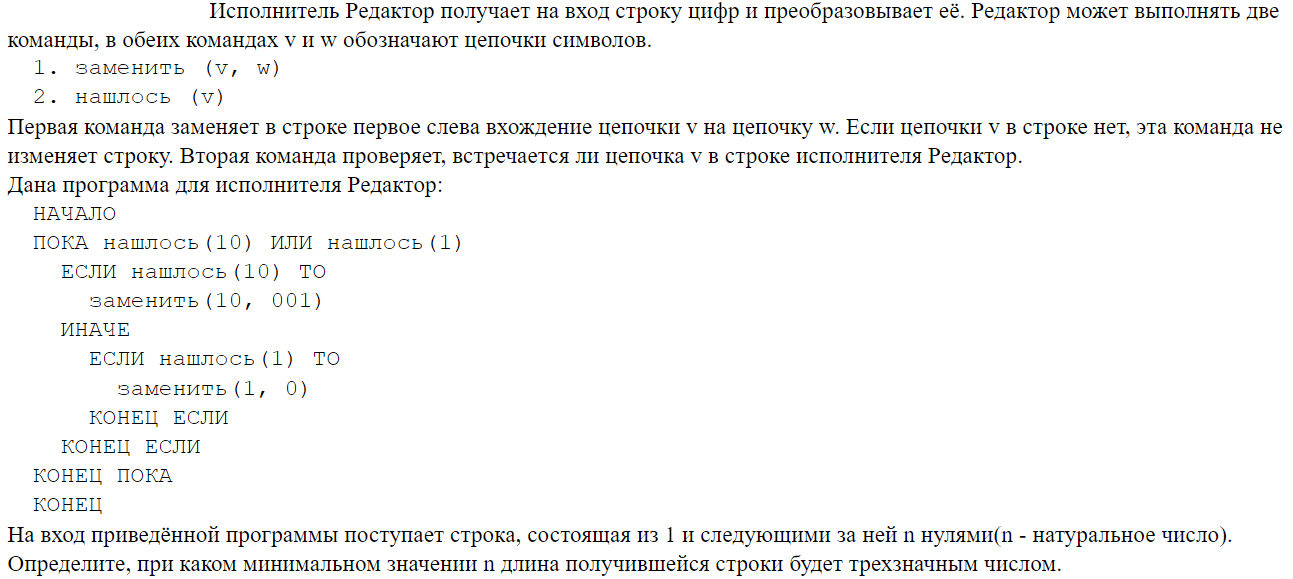 Исполнитель Редактор получает на вход строку цифр и преобразовывает её. Редактор может выполнять две
команды, в обеих командах v и w обозначают цепочки символов.
1. заменить (v, w)
2. нашлось (v)
Первая команда заменяет в строке первое слева вхождение цепочки v на цепочку w. Если цепочки v в строке нет, эта команда не
изменяет строку. Вторая команда проверяет, встречается ли цепочка v в строке исполнителя Редактор.
Дана программа для исполнителя Редактор:
НАЧАЛО
ПОКА нашлось(10) ИЛИ нашлось(1)
ЕСЛИ нашлось(10) ТО
заменить(10, 001)
ИНАЧЕ
ЕСЛИ нашлось(1) ТО
заменить(1, 0)
КОНЕЦ ЕСЛИ
КОНЕЦ ЕСЛИ
КОНЕЦ ПОКА
КОНЕЦ
На вход приведённой программы поступает строка, состоящая из 1 и следующими за ней n нулями(n - натуральное число).
Определите, при каком минимальном значении n длина получившейся строки будет трехзначным числом.